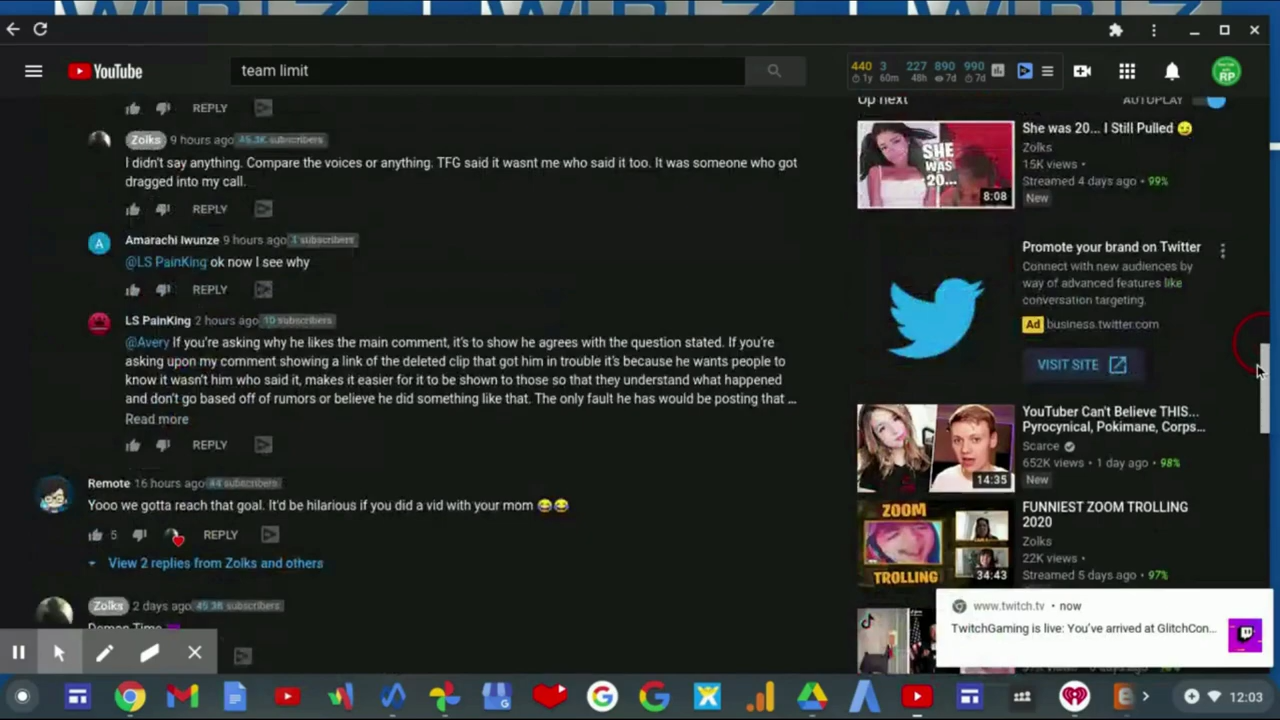 YouTube
team limit
440 3 227 890 990
1y 60m 48h 7d 7d
RP
REPLY
Zolks 9 hours ago 45.3K subscribers
I didn't say anything. Compare the voices or anything. TFG said it wasnt me who said it too. It was someone who got
dragged into my call.
REPLY
A
Amarachi Iwunze 9 hours ago 1 subscribers
@LS PainKing ok now I see why
REPLY
LS PainKing 2 hours ago 10 subscribers
@Avery If you're asking why he likes the main comment, it's to show he agrees with the question stated. If you're
asking upon my comment showing a link of the deleted clip that got him in trouble it's because he wants people to
know it wasn't him who said it, makes it easier for it to be shown to those so that they understand what happened
and don't go based off of rumors or believe he did something like that. The only fault he has would be posting that ...
Read more
REPLY
Remote 16 hours ago 44 subscribers
Yooo we gotta reach that goal. It'd be hilarious if you did a vid with your mom 😂😂
5 REPLY
View 2 replies from Zolks and others
Zolks 2 days ago 45.3K subscribers
Demon Time
Up next
AUTOPLAY
SHE
WAS
20...
8:08
She was 20... I Still Pulled
Zolks
15K views •
Streamed 4 days ago • 99%
New
Promote your brand on Twitter
Connect with new audiences by
way of advanced features like
conversation targeting.
Ad business.twitter.com
VISIT SITE
14:35
YouTuber Can't Believe THIS...
Pyrocynical, Pokimane, Corps...
Scarce
652K views • 1 day ago • 98%
New
ZOOM
TROLLING
34:43
FUNNIEST ZOOM TROLLING
2020
Zolks
22K views •
Streamed 5 days ago • 97%
www.twitch.tv • now
TwitchGaming is live: You've arrived at GlitchCon...
12:03